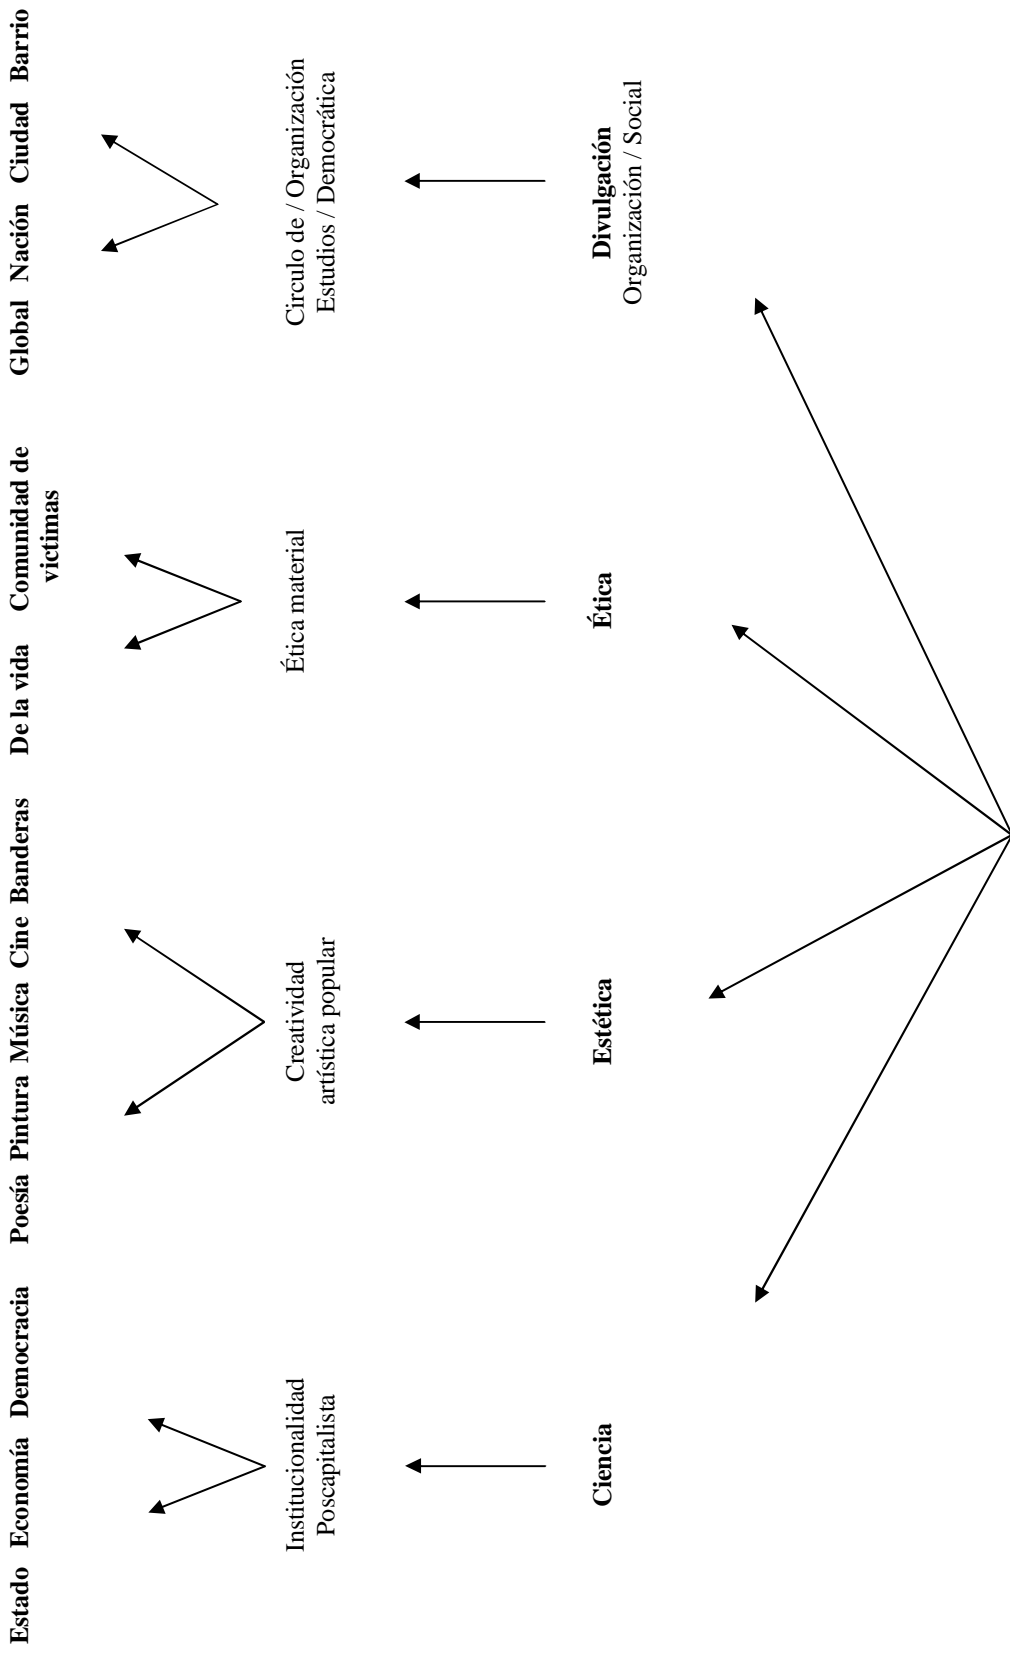 Estado Economía Democracia Poesía Pintura Música Cine Banderas De la vida Comunidad de Global Nación Ciudad Barrio
victimas
Institucionalidad
Poscapitalista
Creatividad
artística popular
Ética material
Circulo de / Organización
Estudios / Democrática
Ciencia
Estética
Ética
Divulgación
Organización / Social